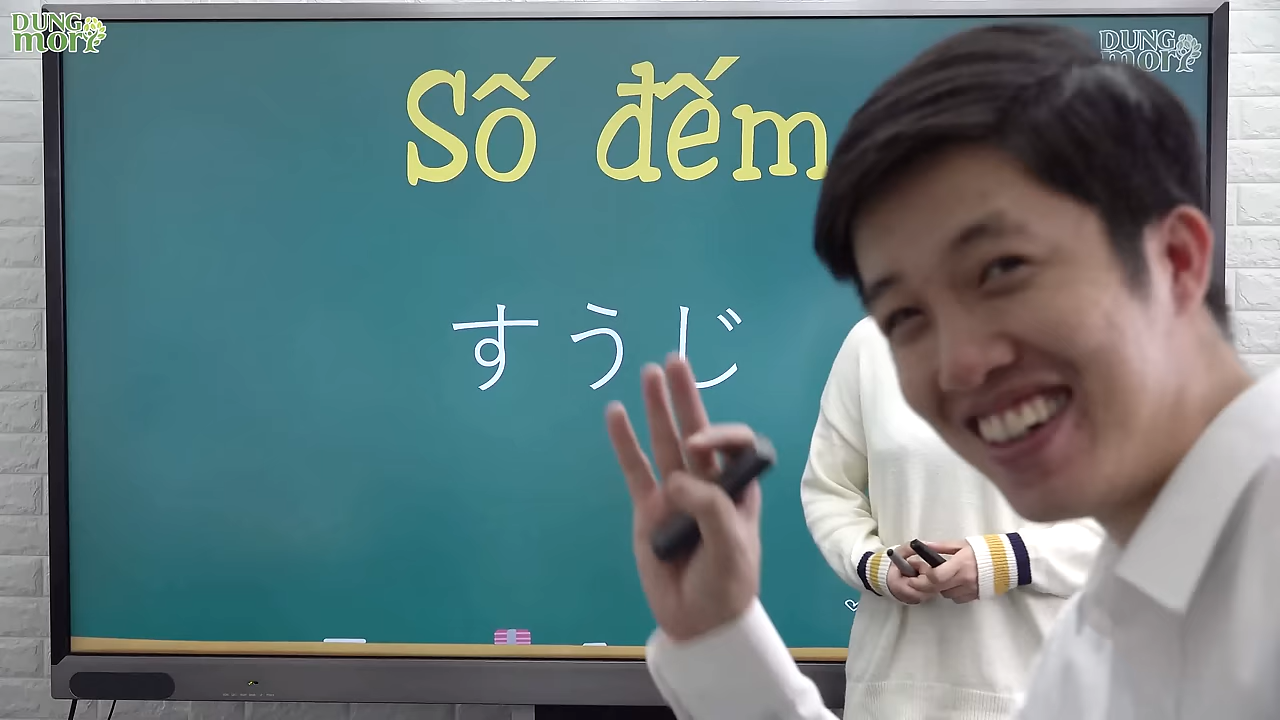 DUNG
mori
DUNG
mori
Số đếm
すうじ